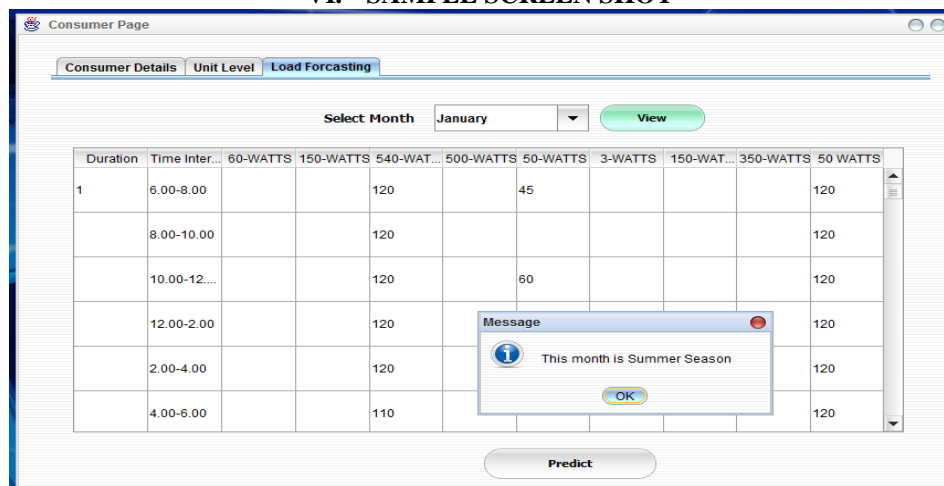 VI. SAMPLE SCREEN SHOT
Consumer Page
Consumer Details Unit Level Load Forcasting
Select Month January View
Duration Time Inter... 60-WATTS 150-WATTS 540-WAT... 500-WATTS 50-WATTS 3-WATTS 150-WAT... 350-WATTS 50 WATTS
1 6.00-8.00 120 45 120
8.00-10.00 120 120
10.00-12.... 120 60 120
12.00-2.00 120 120
Message
This month is Summer Season
2.00-4.00 120 120
OK
4.00-6.00 110 120
Predict